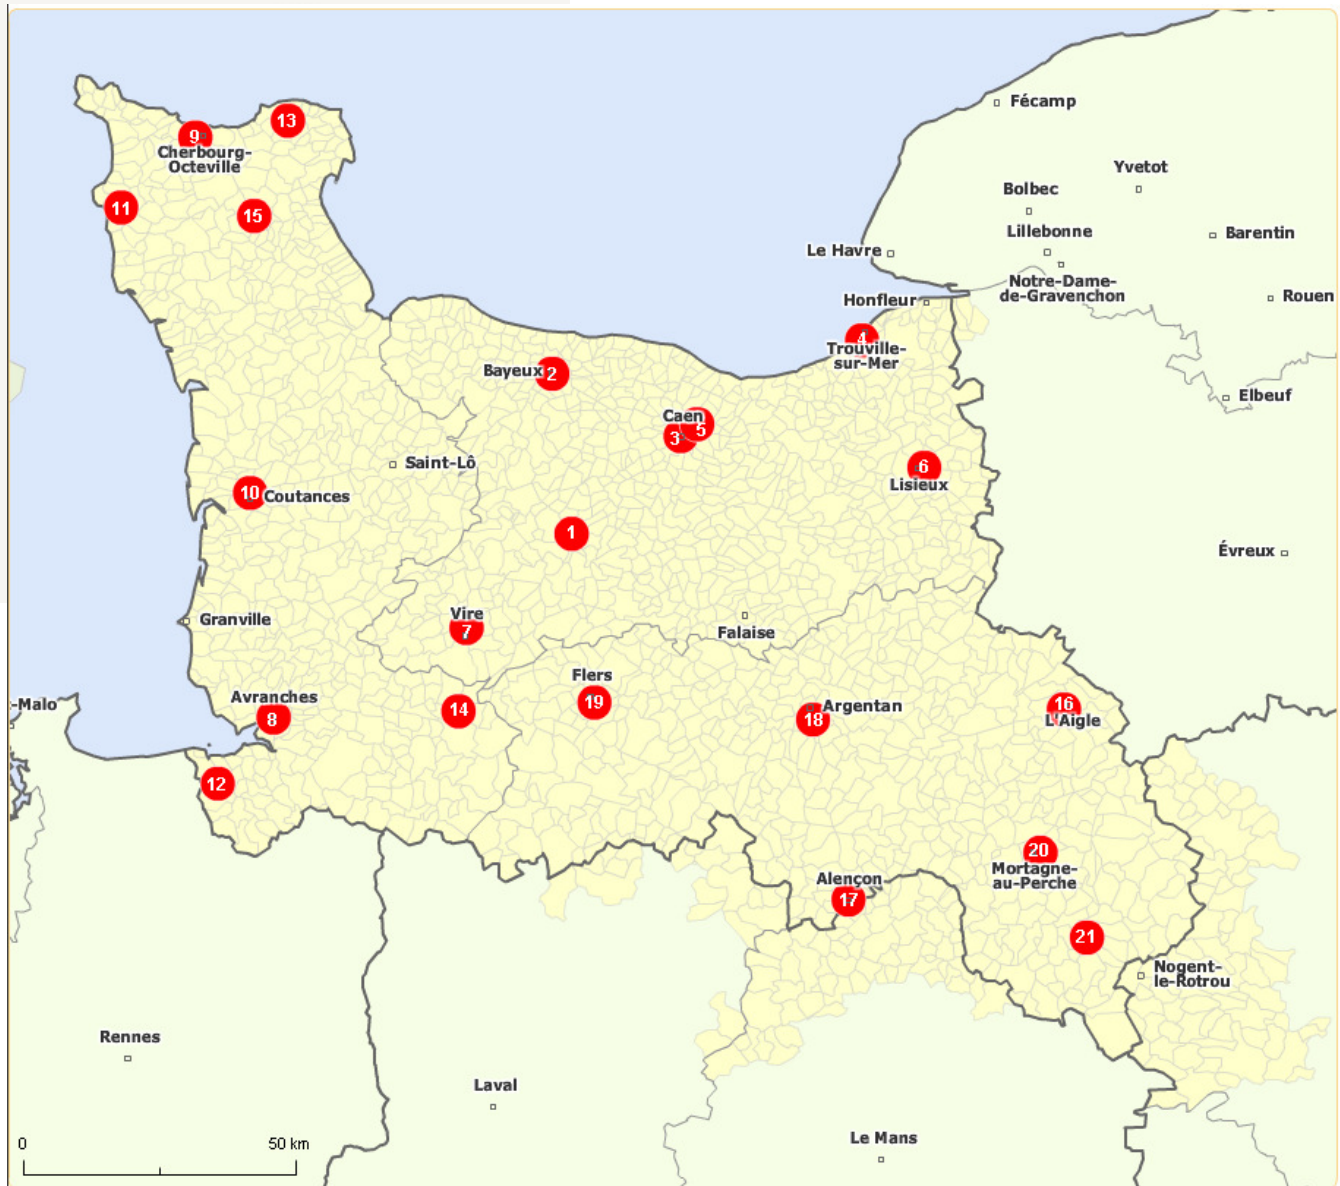 Fécamp
13
9
Cherbourg-
Octeville
Yvetot
Bolbec
11
15
Lillebonne
Barentin
Le Havre
Notre-Dame-
de-Gravenchon
Honfleur
Rouen
4
Trouville-
sur-Mer
Bayeux
2
Elbeuf
Caen
3
5
Saint-Lô
6
Lisieux
10
Coutances
1
Évreux
Granville
Vire
7
Falaise
Flers
19
Avranches
8
14
-Malo
Argentan
18
16
L'Aigle
12
20
Mortagne-
au-Perche
Alençon
17
21
Nogent-
le-Rotrou
Rennes
Laval
Le Mans
0
50 km